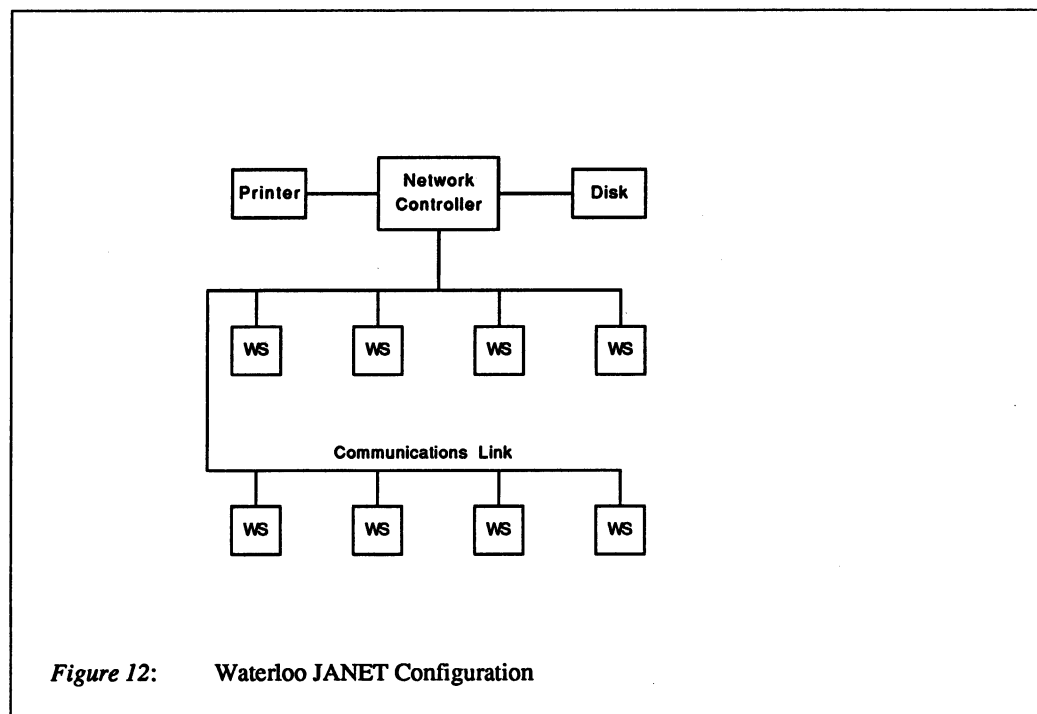 Printer
Network
Controller
Disk
WS WS WS WS
Communications Link
WS WS WS WS
Figure 12: Waterloo JANET Configuration